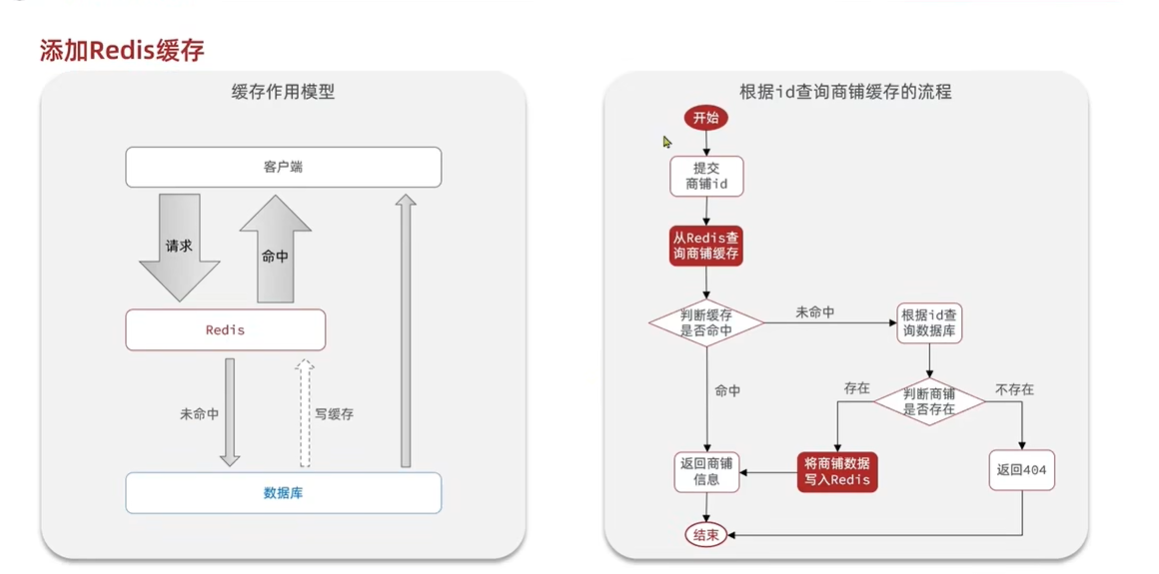 添加Redis缓存
缓存作用模型
客户端
请求
命中
Redis
未命中
写缓存
数据库
根据id查询商铺缓存的流程
开始
提交
商铺id
从Redis查
询商铺缓存
判断缓存
是否命中
未命中
根据id查
询数据库
命中
存在
判断商铺
是否存在
不存在
返回商铺
信息
将商铺数据
写入Redis
返回404
结束